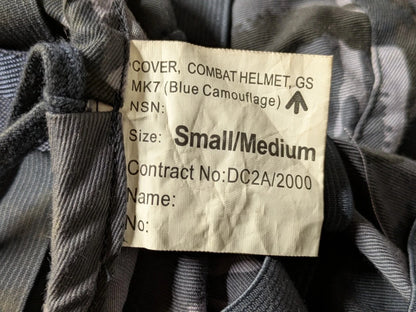 COVER, COMBAT HELMET, GS
MK7 (Blue Camouflage)
NSN:
Size: Small/Medium
Contract No:DC2A/2000
Name:
No: